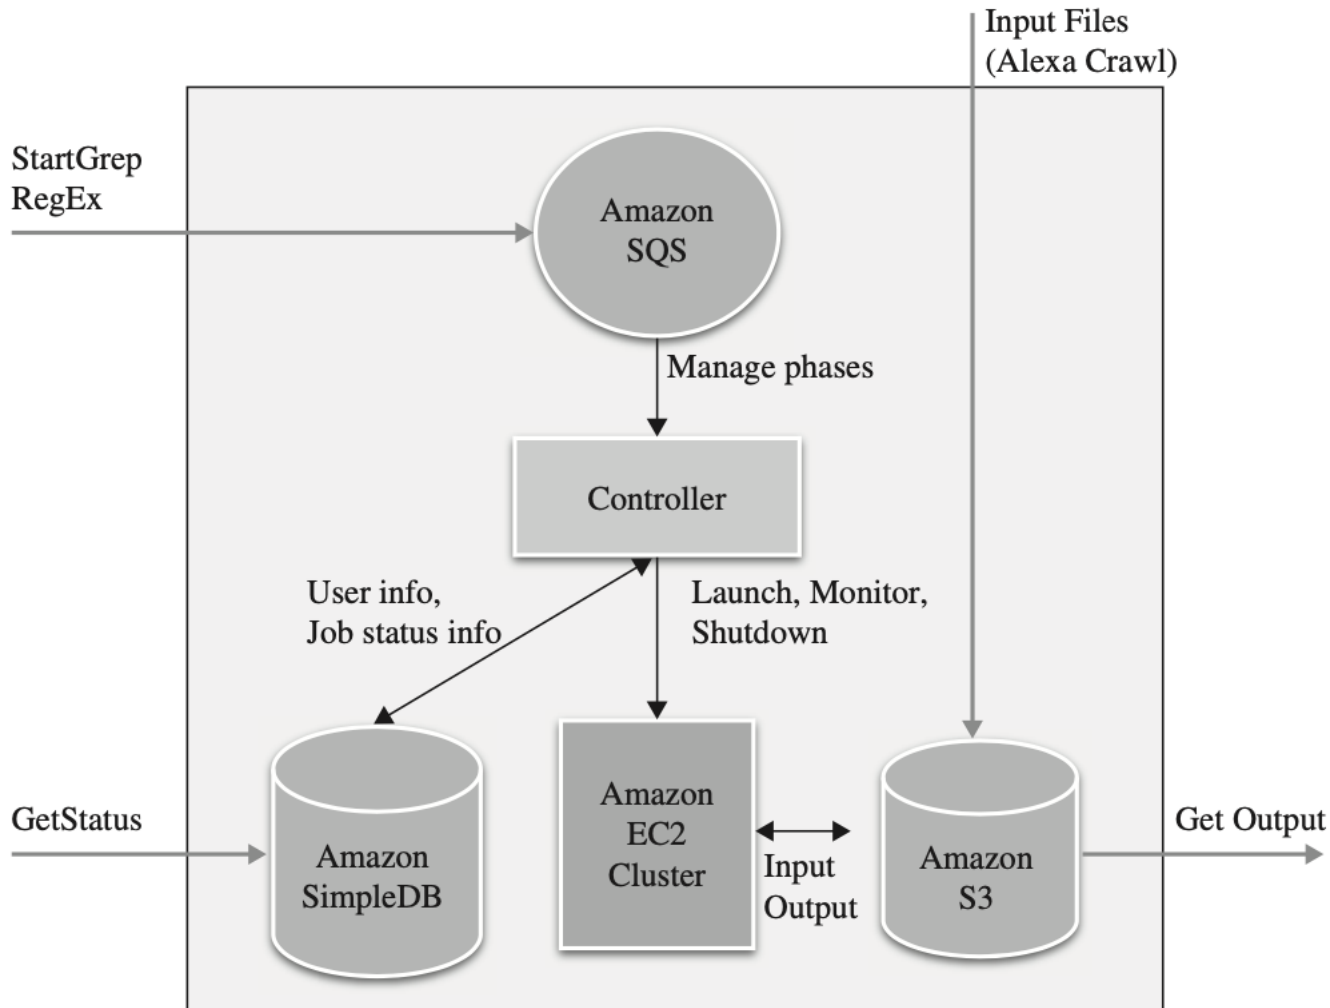 Input Files
(Alexa Crawl)
StartGrep
RegEx
Amazon
SQS
Manage phases
Controller
User info,
Job status info
Launch, Monitor,
Shutdown
GetStatus
Amazon
SimpleDB
Amazon
EC2
Cluster
Input
Output
Amazon
S3
Get Output